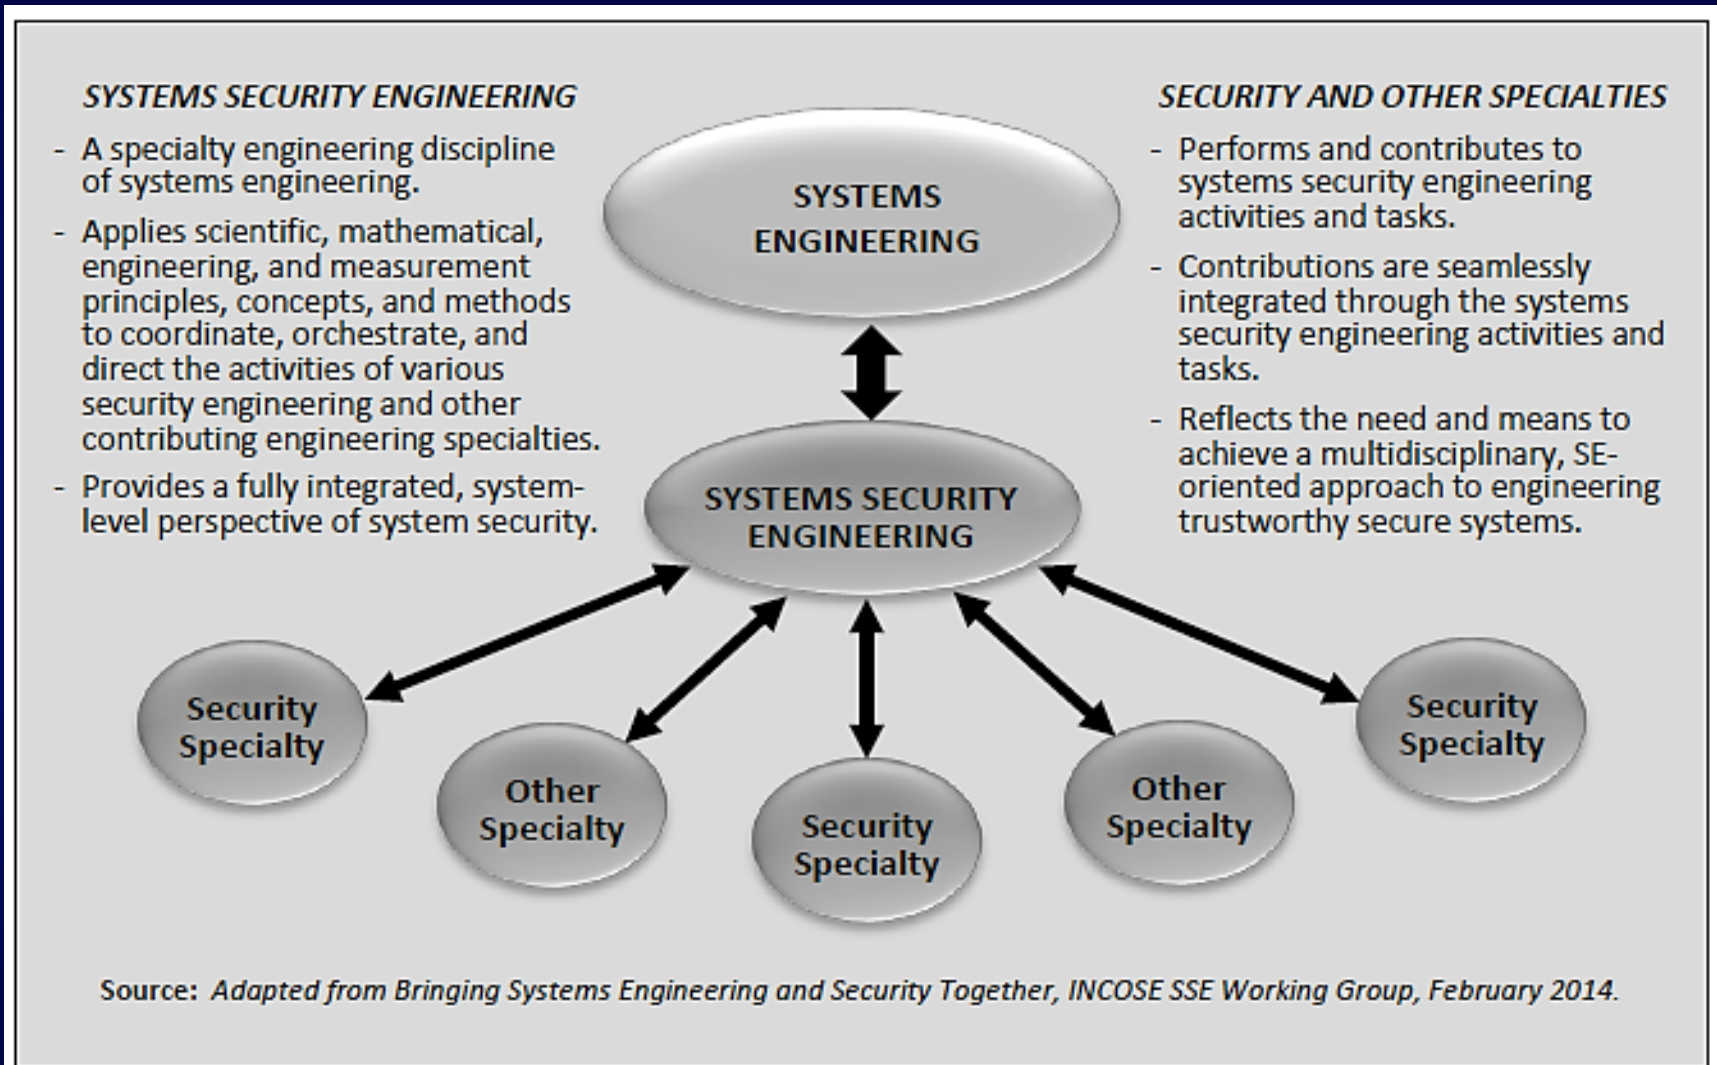 SYSTEMS SECURITY ENGINEERING
- A specialty engineering discipline
of systems engineering.
- Applies scientific, mathematical,
engineering, and measurement
principles, concepts, and methods
to coordinate, orchestrate, and
direct the activities of various
security engineering and other
contributing engineering specialties.
- Provides a fully integrated, system-
level perspective of system security.
SYSTEMS
ENGINEERING
SECURITY AND OTHER SPECIALTIES
- Performs and contributes to
systems security engineering
activities and tasks.
- Contributions are seamlessly
integrated through the systems
security engineering activities and
tasks.
- Reflects the need and means to
achieve a multidisciplinary, SE-
oriented approach to engineering
trustworthy secure systems.
SYSTEMS SECURITY
ENGINEERING
Security
Specialty
Other
Specialty
Security
Specialty
Other
Specialty
Security
Specialty
Source: Adapted from Bringing Systems Engineering and Security Together, INCOSE SSE Working Group, February 2014.